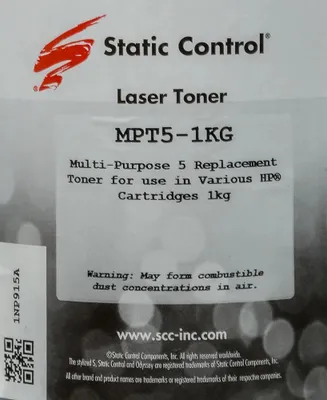 Static Control®
Laser Toner
MPT5-1KG
Multi-Purpose 5 Replacement
Toner for use in Various HP®
Cartridges 1kg
Warning: May form combustible
dust concentrations in air.
1NP915A
www.scc-inc.com
©Static Control Components, Inc. All rights reserved worldwide.
The stylized S, Static Control and Odyssey are registered trademarks of Static Control Components, Inc.
All other brand and product names are trademarks or registered trademarks of their respective companies.